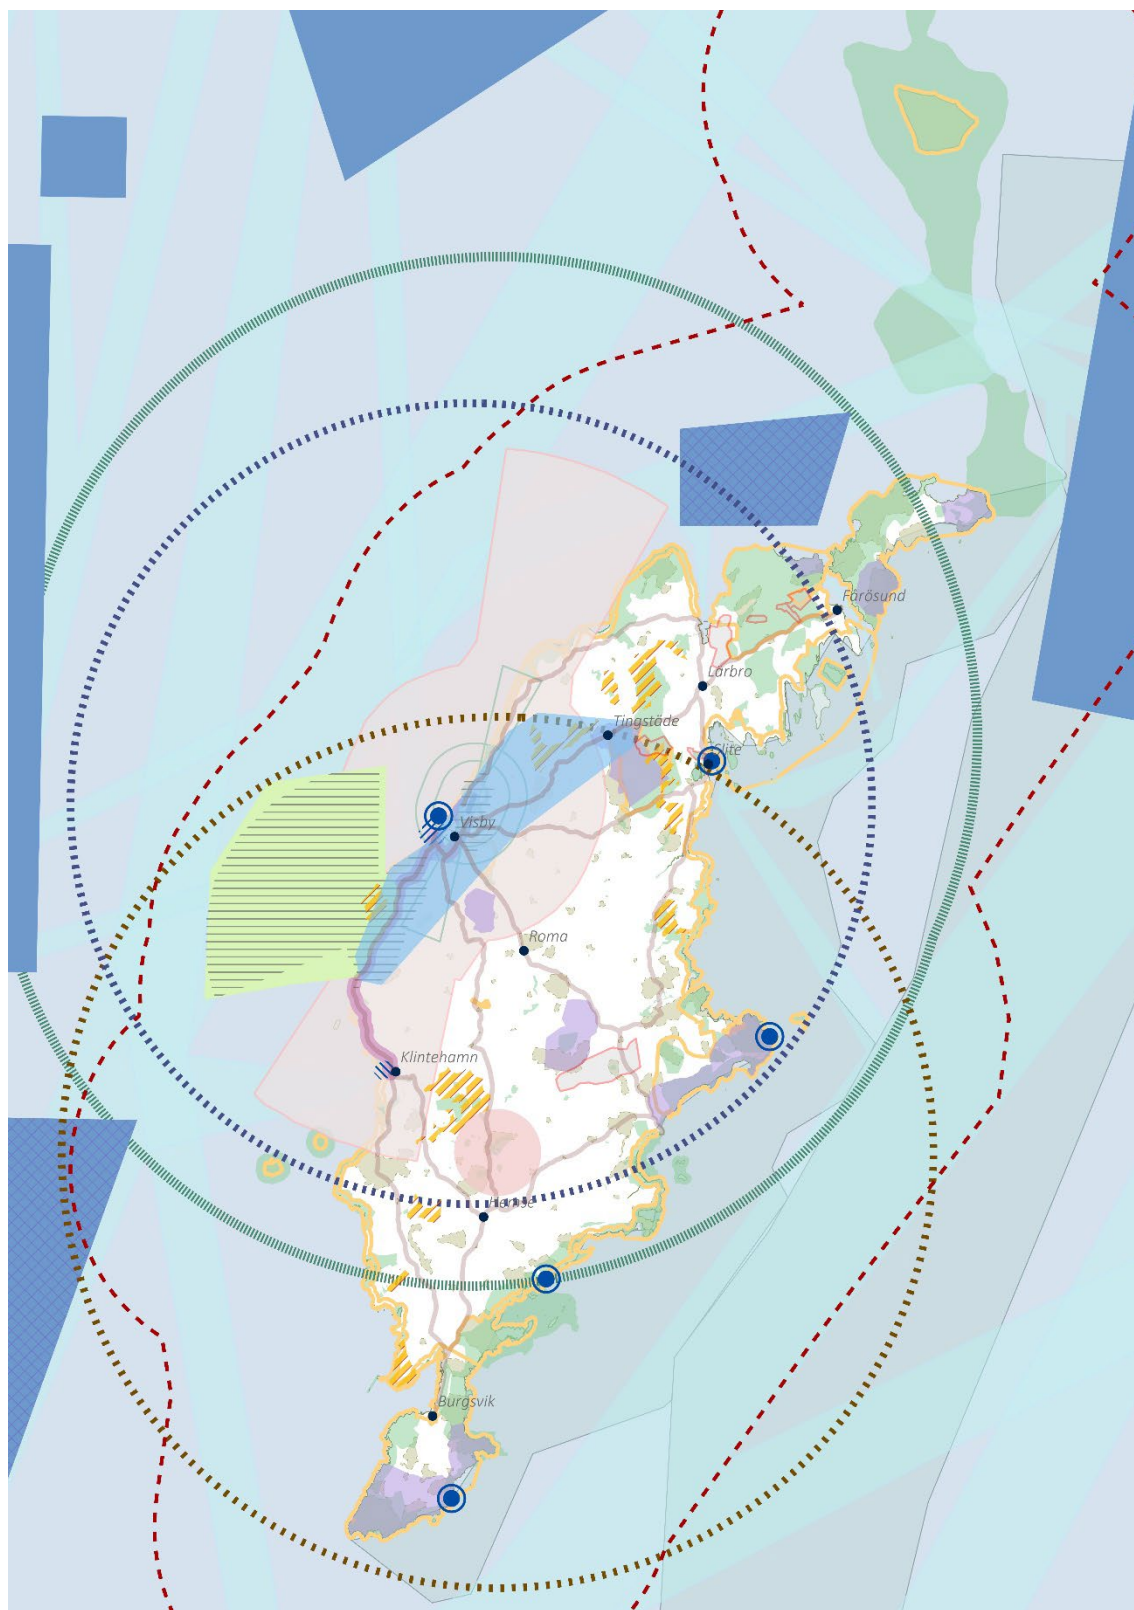 Fårösund
Lärbro
Tingstäde
Slite
Visby
Roma
Klintehamn
Hemse
Burgsvik